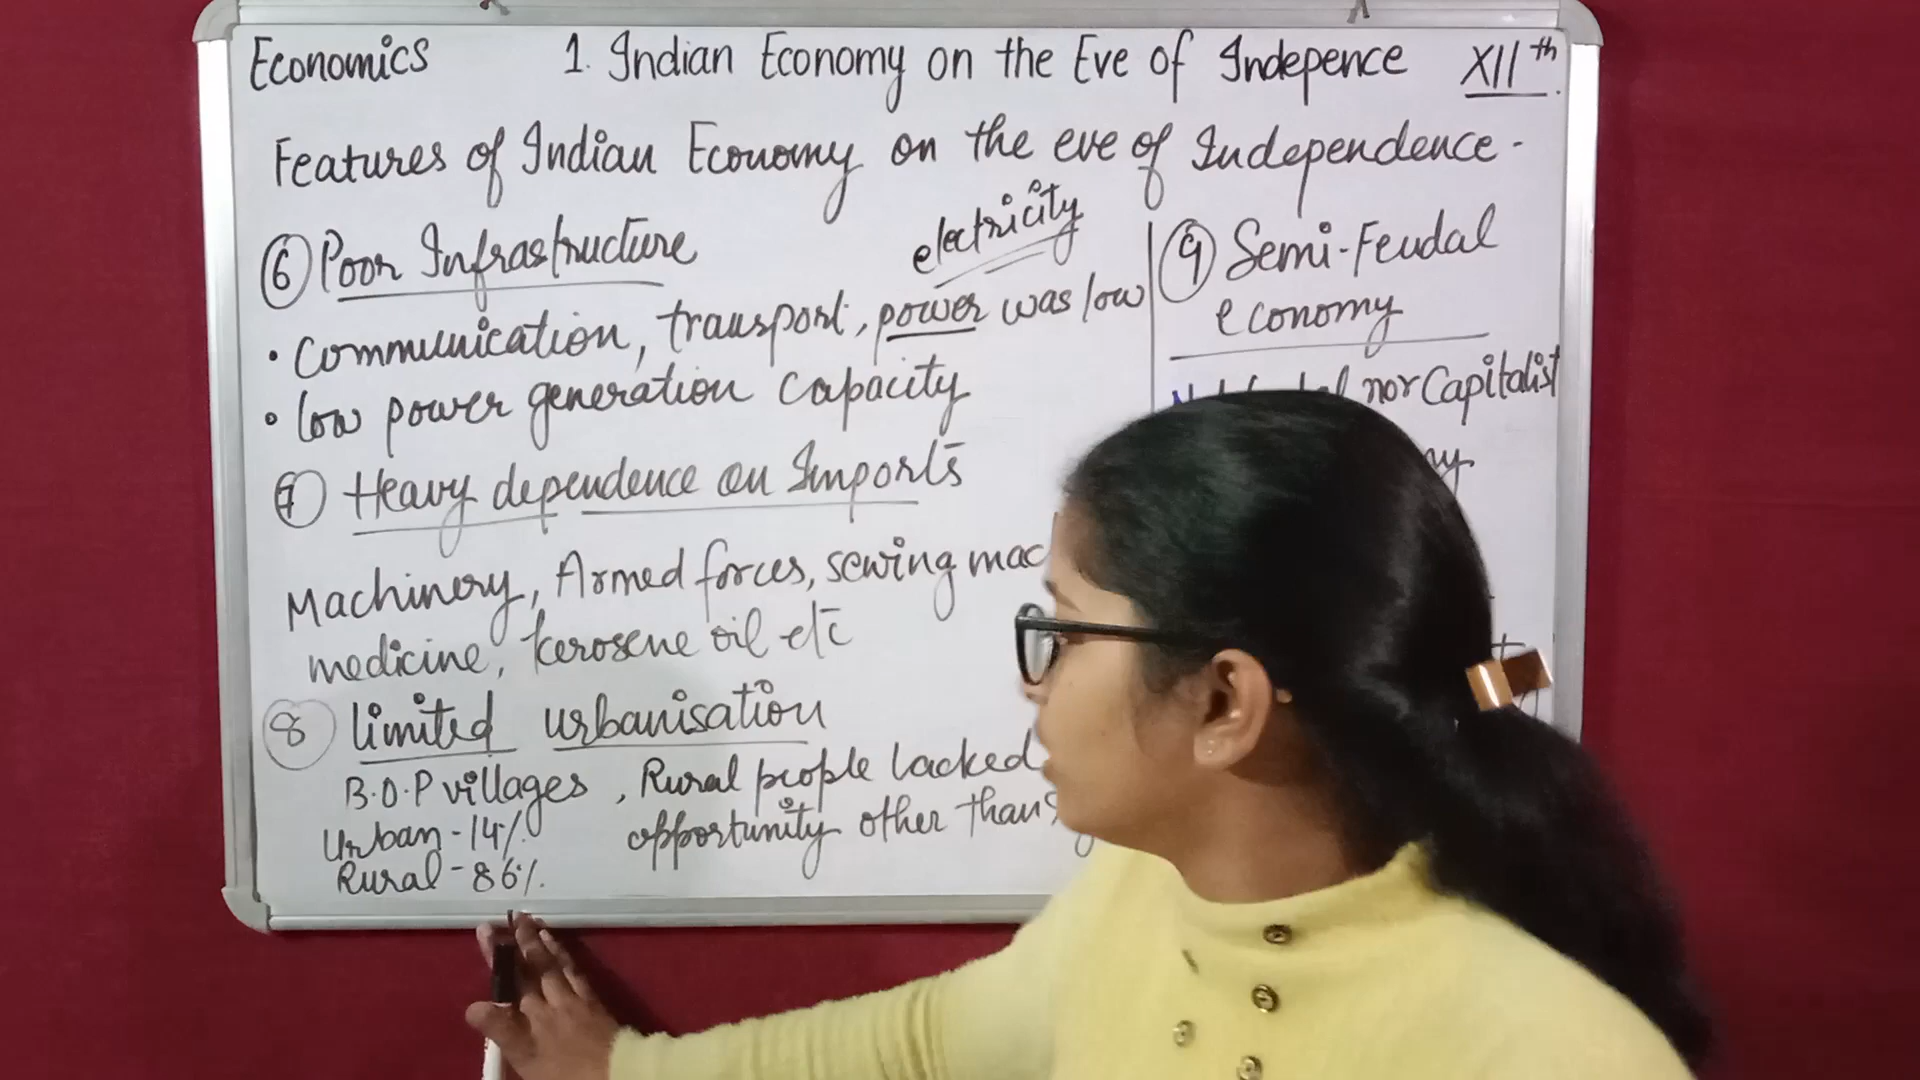 Economics 1. Indian Economy on the Eve of Indepence XIIth
Features of Indian Economy on the eve of Independence -
⑥ Poor Infrastructure
electricity
• Communication, transport, power was low
• low power generation capacity
⑦ Heavy dependence on Imports
Machinery, Armed forces, sewing mac
medicine, kerosene oil etc
⑧ limited urbanisation
B.O.P villages, Rural people lacked
Urban - 14% opportunity other than
Rural - 86%.
⑨ Semi-Feudal
economy
nor Capitalist